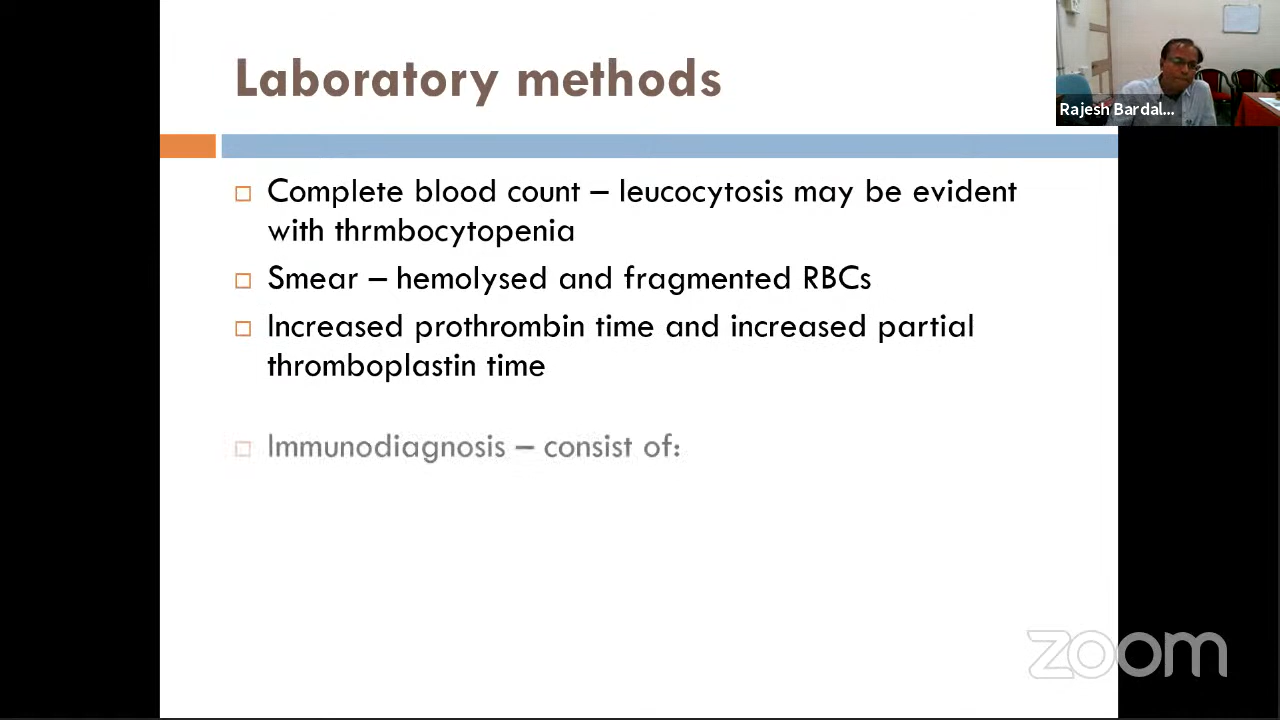 Laboratory methods
Rajesh Bardal...
Complete blood count – leucocytosis may be evident
with thrmbocytopenia
Smear – hemolysed and fragmented RBCs
Increased prothrombin time and increased partial
thromboplastin time
Immunodiagnosis – consist of:
zoom